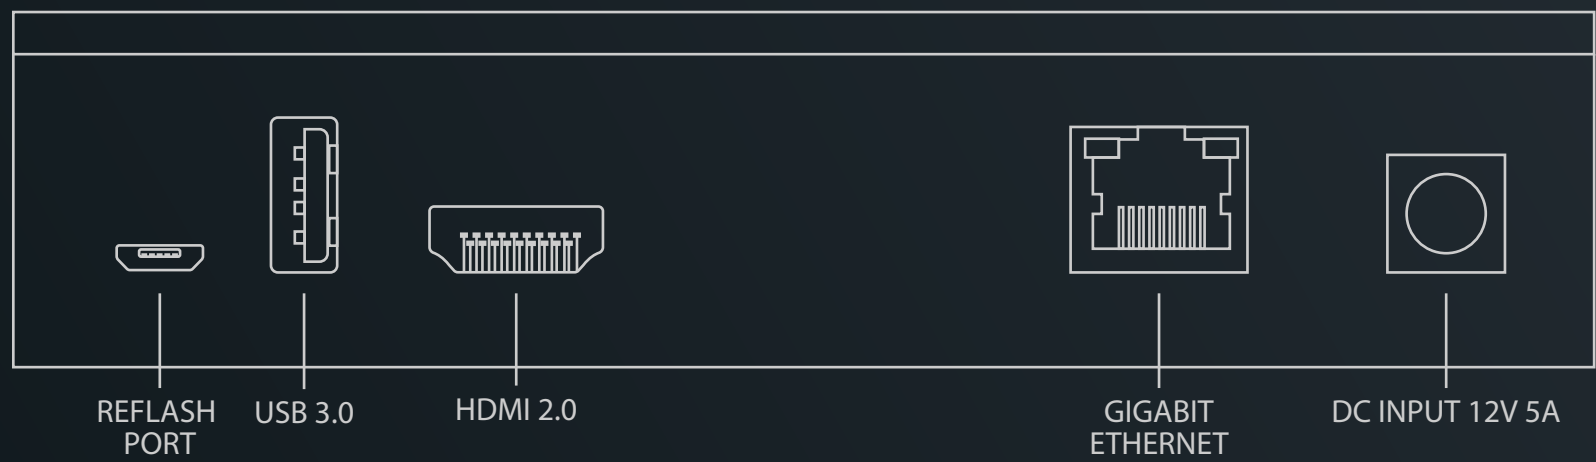 REFLASH
PORT
USB 3.0
HDMI 2.0
GIGABIT
ETHERNET
DC INPUT 12V 5A